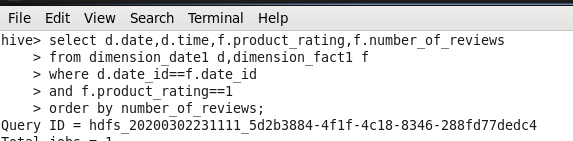 File Edit View Search Terminal Help
hive> select d.date,d.time,f.product_rating,f.number_of_reviews
    > from dimension_date1 d,dimension_fact1 f
    > where d.date_id==f.date_id
    > and f.product_rating==1
    > order by number_of_reviews;
Query ID = hdfs_20200302231111_5d2b3884-4f1f-4c18-8346-288fd77dedc4
Total jobs = 1